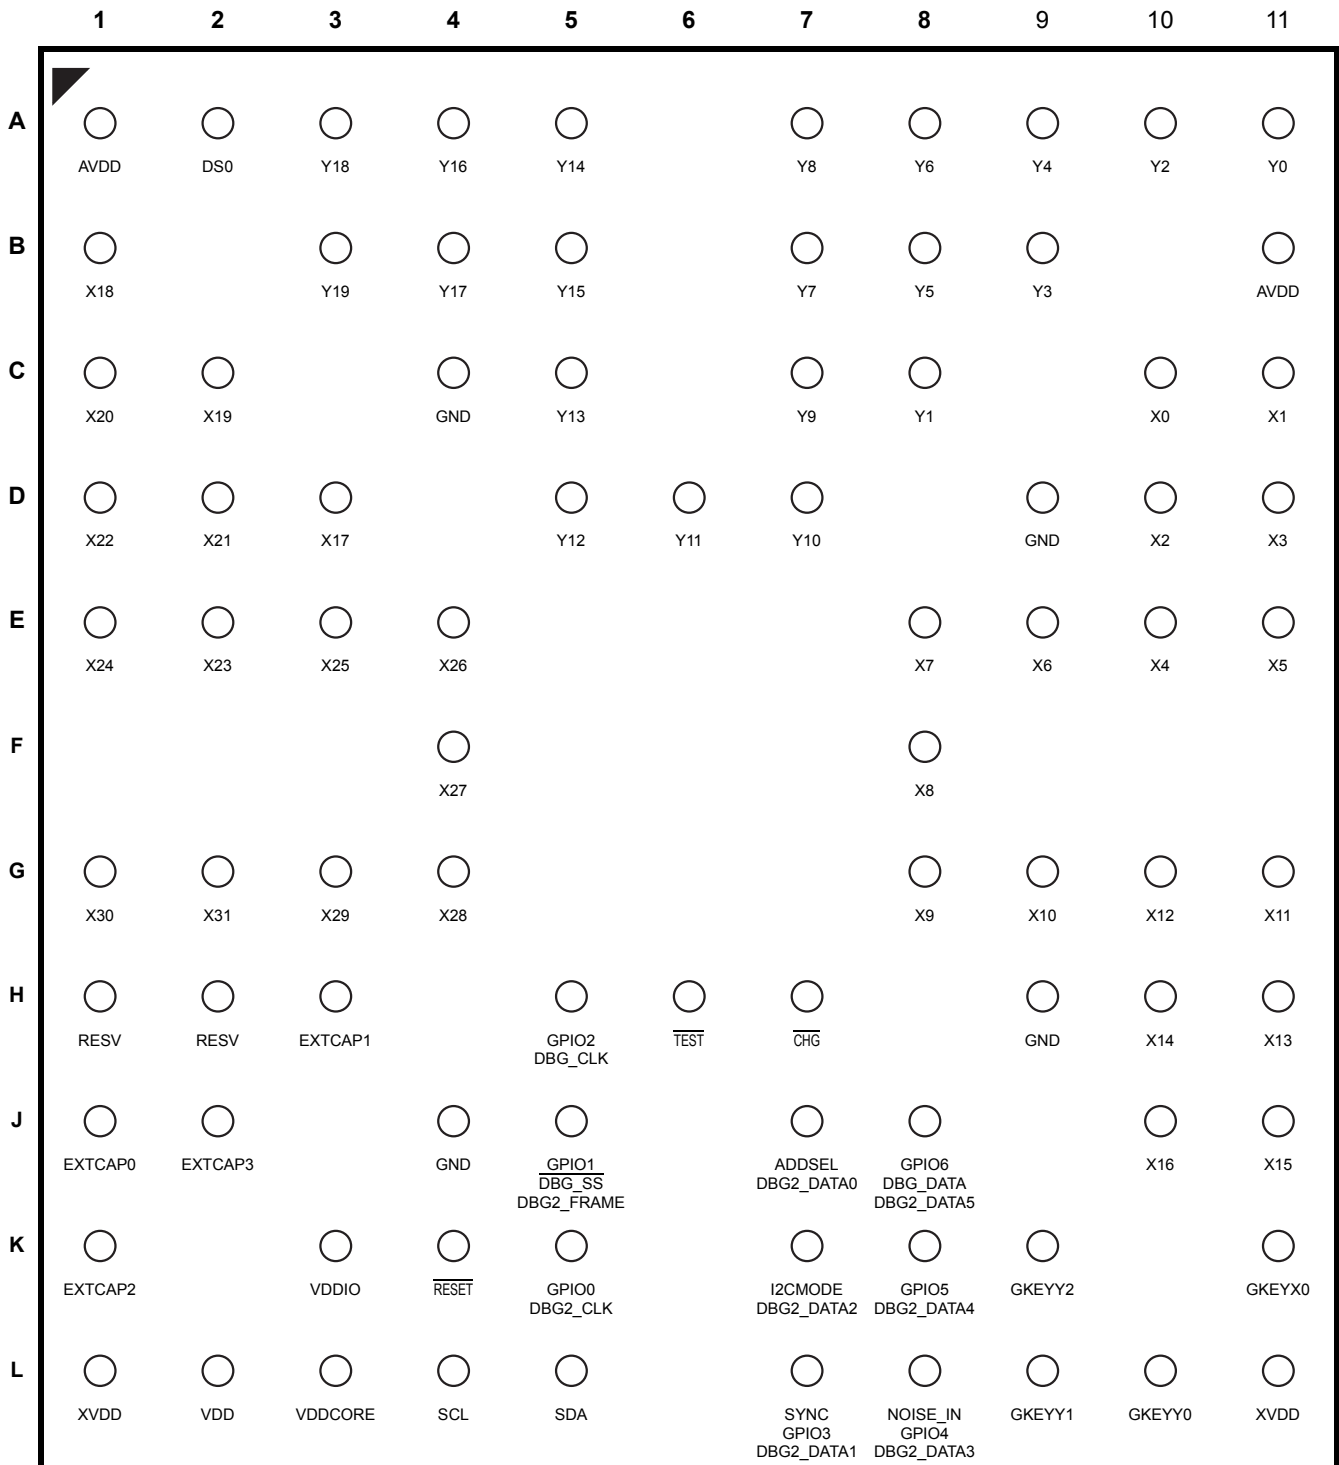 1 2 3 4 5 6 7 8 9 10 11
A
AVDD DS0 Y18 Y16 Y14 Y8 Y6 Y4 Y2 Y0
B
X18 Y19 Y17 Y15 Y7 Y5 Y3 AVDD
C
X20 X19 GND Y13 Y9 Y1 X0 X1
D
X22 X21 X17 Y12 Y11 Y10 GND X2 X3
E
X24 X23 X25 X26 X7 X6 X4 X5
F
X27 X8
G
X30 X31 X29 X28 X9 X10 X12 X11
H
RESV RESV EXTCAP1 GPIO2 TEST CHG GND X14 X13
DBG_CLK
J
EXTCAP0 EXTCAP3 GND GPIO1 ADDSEL GPIO6 X16 X15
DBG_SS DBG2_DATA0 DBG_DATA
DBG2_FRAME DBG2_DATA5
K
EXTCAP2 VDDIO RESET GPIO0 I2CMODE GPIO5 GKEYY2 GKEYX0
DBG2_CLK DBG2_DATA2 DBG2_DATA4
L
XVDD VDD VDDCORE SCL SDA SYNC NOISE_IN GKEYY1 GKEYY0 XVDD
GPIO3 GPIO4
DBG2_DATA1 DBG2_DATA3